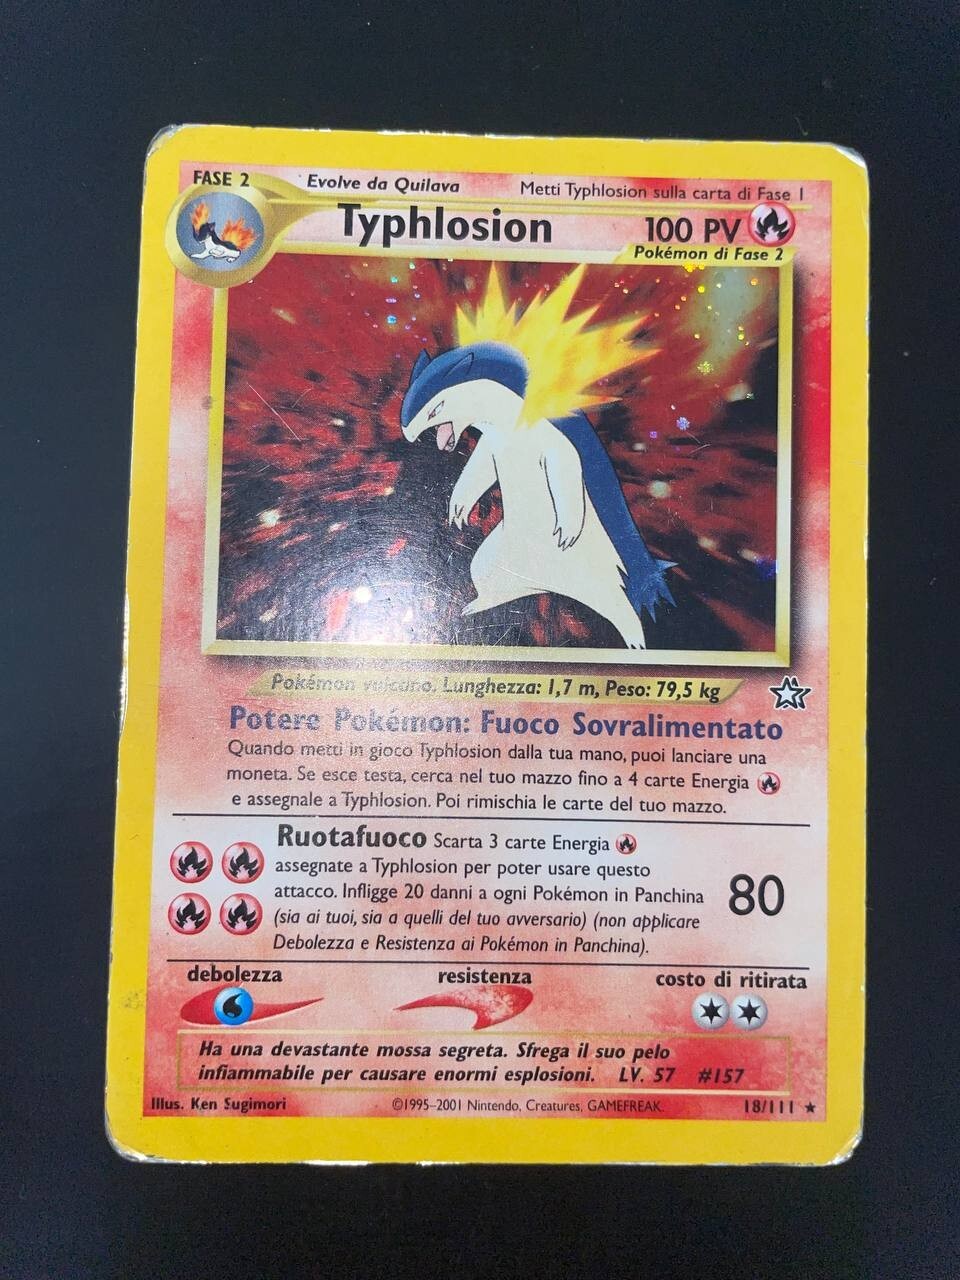 FASE 2 Evolve da Quilava Metti Typhlosion sulla carta di Fase 1
Typhlosion 100 PV
Pokémon di Fase 2
Pokémon vulcano. Lunghezza: 1,7 m, Peso: 79,5 kg
Potere Pokémon: Fuoco Sovralimentato
Quando metti in gioco Typhlosion dalla tua mano, puoi lanciare una
moneta. Se esce testa, cerca nel tuo mazzo fino a 4 carte Energia
e assegnale a Typhlosion. Poi rimischia le carte del tuo mazzo.
Ruotafuoco Scarta 3 carte Energia
assegnate a Typhlosion per poter usare questo
attacco. Infligge 20 danni a ogni Pokémon in Panchina 80
(sia ai tuoi, sia a quelli del tuo avversario) (non applicare
Debolezza e Resistenza ai Pokémon in Panchina).
debolezza resistenza costo di ritirata
Ha una devastante mossa segreta. Sfrega il suo pelo
infiammabile per causare enormi esplosioni. LV. 57 #157
Illus. Ken Sugimori ©1995-2001 Nintendo, Creatures, GAMEFREAK. 18/111 ★